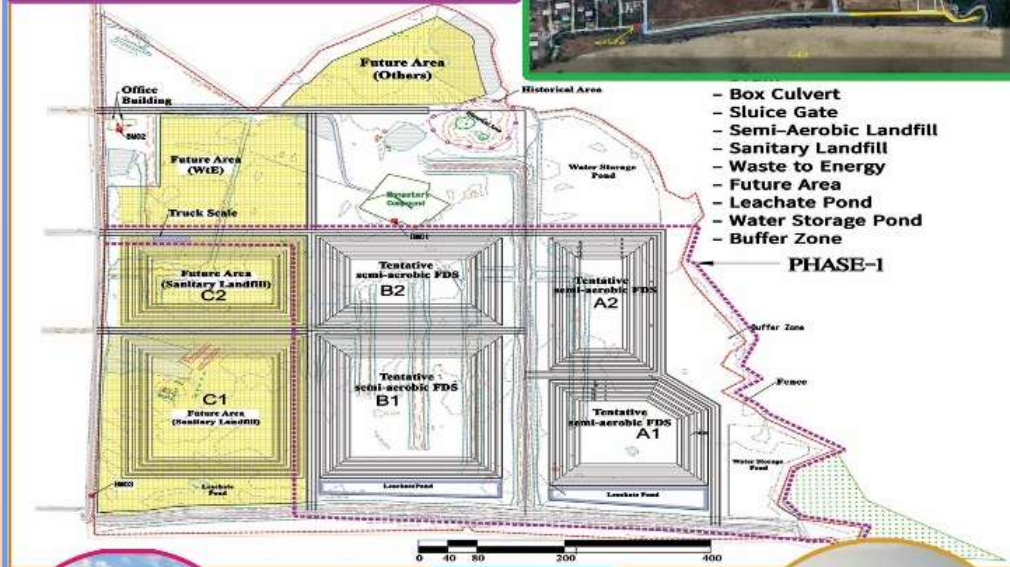 Future Area
(Others)
Office
Building
Historical Area
- Box Culvert
- Sluice Gate
- Semi-Aerobic Landfill
- Sanitary Landfill
- Waste to Energy
- Future Area
- Leachate Pond
- Water Storage Pond
- Buffer Zone
PHASE-1
Future Area
(WtE)
Water Storage
Pond
Monastery
Compound
Truck Scale
Future Area
(Sanitary Landfill)
C2
Tentative
semi-aerobic FDS
B2
Tentative
semi-aerobic FDS
A2
Buffer Zone
Fence
C1
Future Area
(Sanitary Landfill)
Tentative
semi-aerobic FDS
B1
Tentative
semi-aerobic FDS
A1
Water Storage
Pond
Leachate
Pond
Leachate Pond
Leachate Pond
0 40 80 200 400